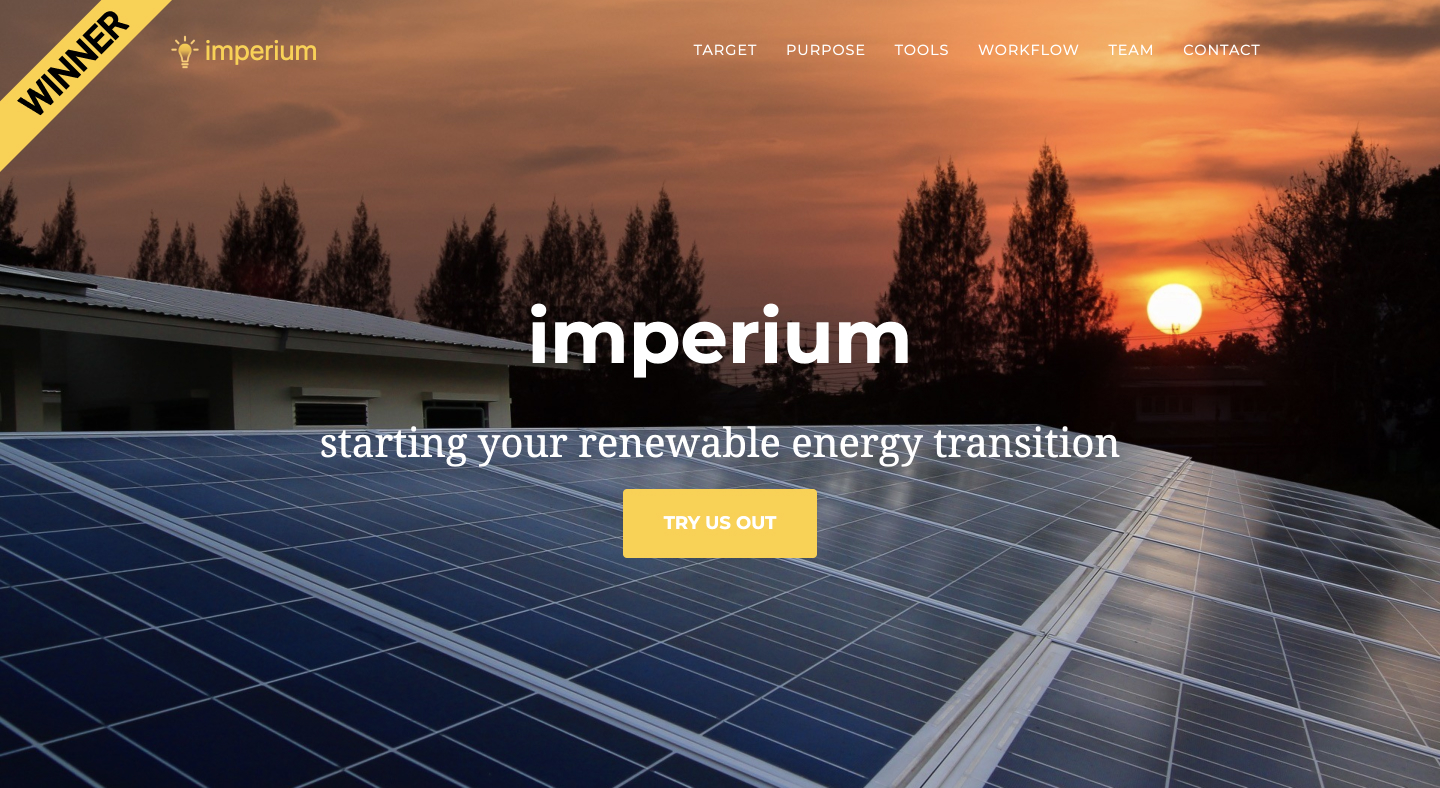 WINNER
imperium
TARGET PURPOSE TOOLS WORKFLOW TEAM CONTACT
imperium
starting your renewable energy transition
TRY US OUT